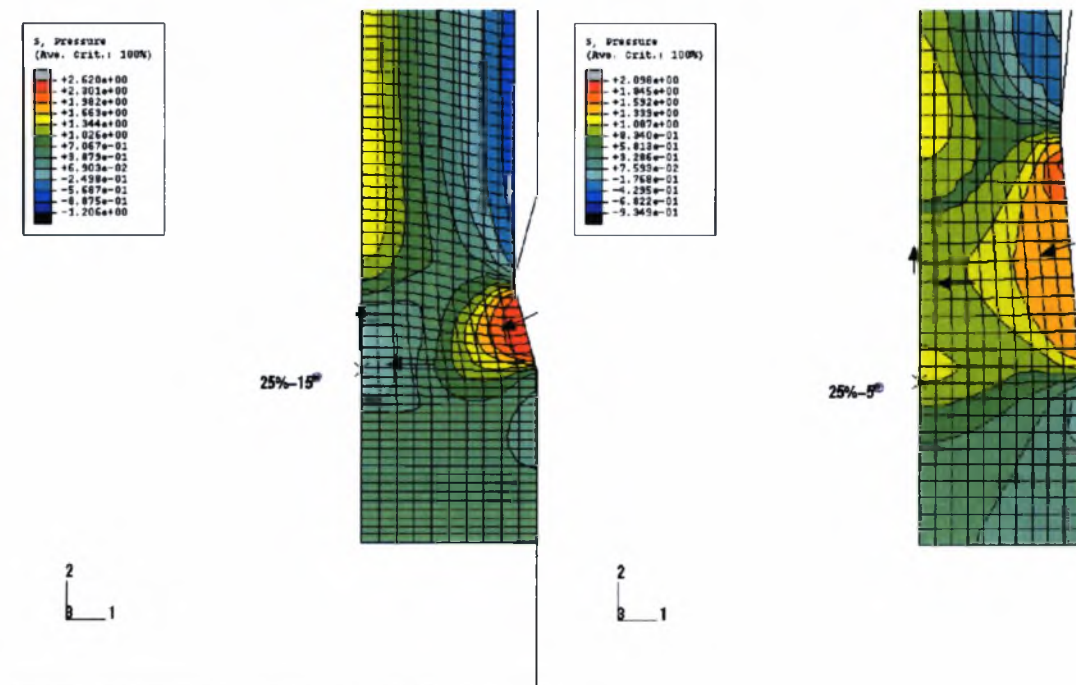 S, Pressure
(Ave. Crit.: 100%)
+2.620e+00
+2.301e+00
+1.982e+00
+1.663e+00
+1.344e+00
+1.026e+00
+7.067e-01
+3.879e-01
+6.903e-02
-2.498e-01
-5.687e-01
-8.875e-01
-1.206e+00
25%-15º
2
3 1
S, Pressure
(Ave. Crit.: 100%)
+2.098e+00
+1.845e+00
+1.592e+00
+1.339e+00
+1.087e+00
+8.340e-01
+5.813e-01
+3.286e-01
+7.593e-02
-1.768e-01
-4.295e-01
-6.822e-01
-9.349e-01
25%-5º
2
3 1